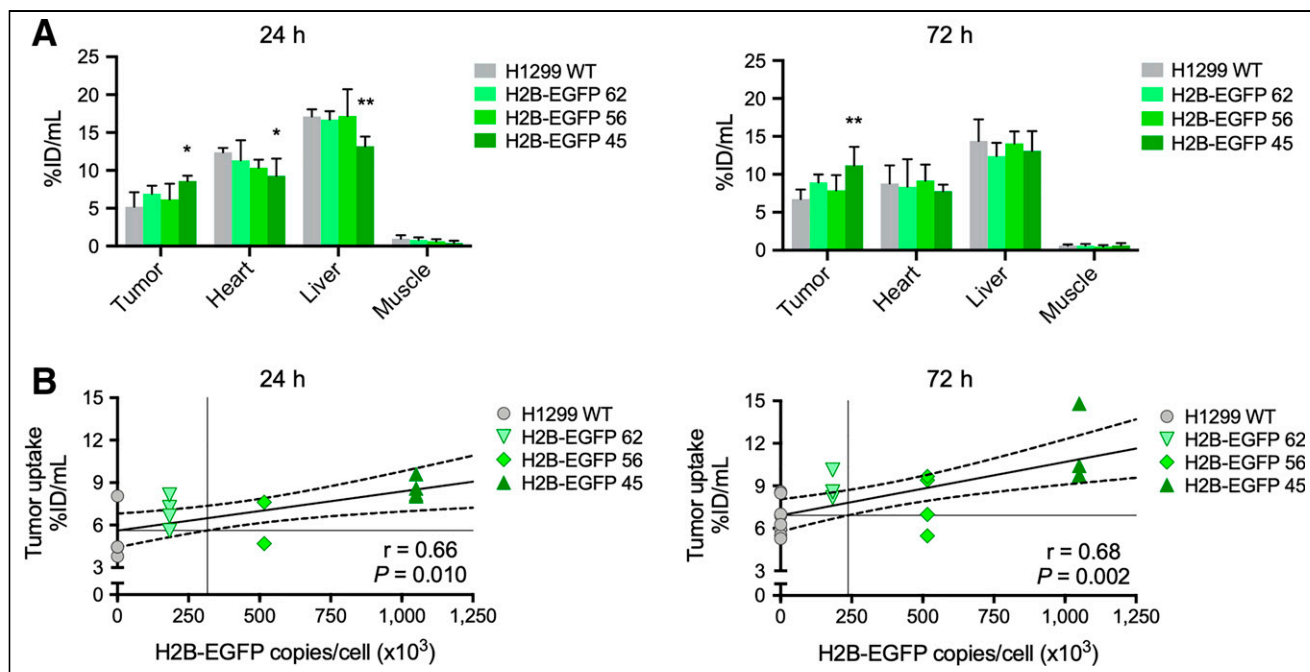 A
24 h
25
20
15
10
5
0
%ID/mL
Tumor
Heart
Liver
Muscle
*
*
**
H1299 WT
H2B-EGFP 62
H2B-EGFP 56
H2B-EGFP 45
72 h
25
20
15
10
5
0
%ID/mL
Tumor
Heart
Liver
Muscle
**
H1299 WT
H2B-EGFP 62
H2B-EGFP 56
H2B-EGFP 45
B
24 h
15
12
9
6
3
0
Tumor uptake
%ID/mL
0 250 500 750 1,000 1,250
H2B-EGFP copies/cell (x10³)
r = 0.66
P = 0.010
H1299 WT
H2B-EGFP 62
H2B-EGFP 56
H2B-EGFP 45
72 h
15
12
9
6
3
0
Tumor uptake
%ID/mL
0 250 500 750 1,000 1,250
H2B-EGFP copies/cell (x10³)
r = 0.68
P = 0.002
H1299 WT
H2B-EGFP 62
H2B-EGFP 56
H2B-EGFP 45